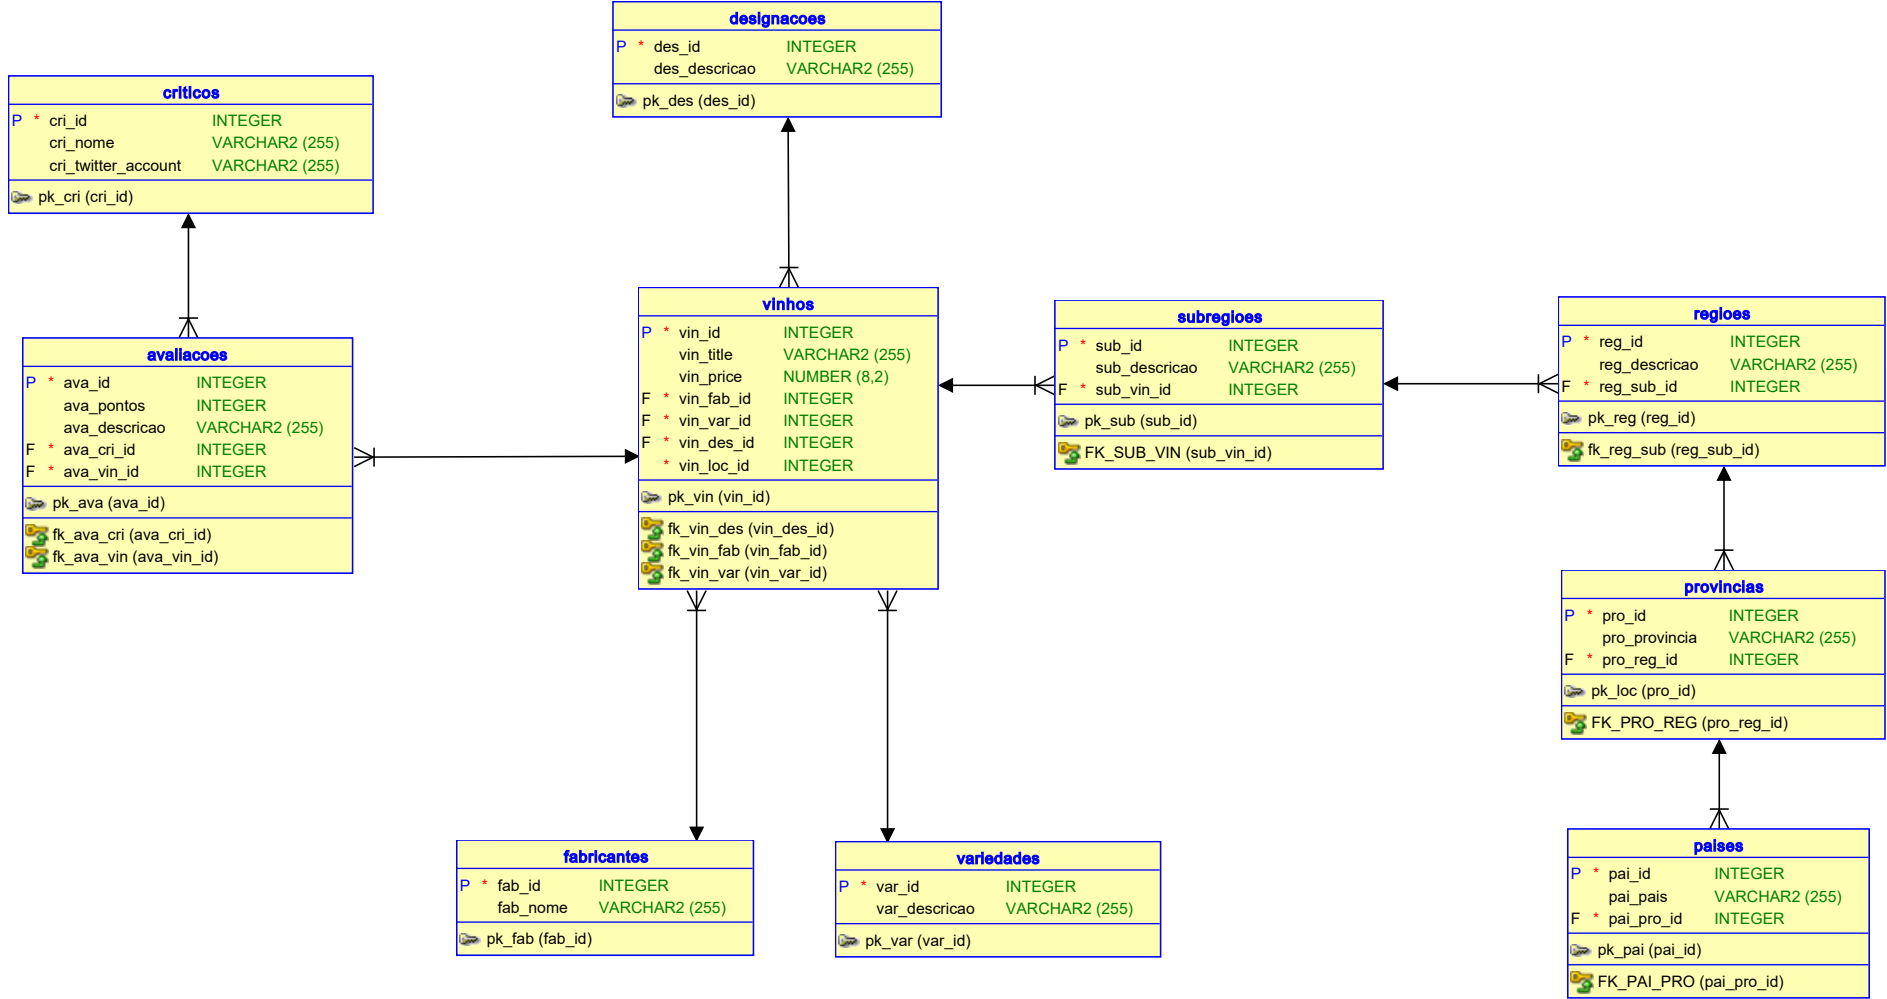 designacoes
P * des_id INTEGER
des_descricao VARCHAR2 (255)
pk_des (des_id)
criticos
P * cri_id INTEGER
cri_nome VARCHAR2 (255)
cri_twitter_account VARCHAR2 (255)
pk_cri (cri_id)
avaliacoes
P * ava_id INTEGER
ava_pontos INTEGER
ava_descricao VARCHAR2 (255)
F * ava_cri_id INTEGER
F * ava_vin_id INTEGER
pk_ava (ava_id)
fk_ava_cri (ava_cri_id)
fk_ava_vin (ava_vin_id)
vinhos
P * vin_id INTEGER
vin_title VARCHAR2 (255)
vin_price NUMBER (8,2)
F * vin_fab_id INTEGER
F * vin_var_id INTEGER
F * vin_des_id INTEGER
* vin_loc_id INTEGER
pk_vin (vin_id)
fk_vin_des (vin_des_id)
fk_vin_fab (vin_fab_id)
fk_vin_var (vin_var_id)
subregioes
P * sub_id INTEGER
sub_descricao VARCHAR2 (255)
F * sub_vin_id INTEGER
pk_sub (sub_id)
FK_SUB_VIN (sub_vin_id)
regioes
P * reg_id INTEGER
reg_descricao VARCHAR2 (255)
F * reg_sub_id INTEGER
pk_reg (reg_id)
fk_reg_sub (reg_sub_id)
provincias
P * pro_id INTEGER
pro_provincia VARCHAR2 (255)
F * pro_reg_id INTEGER
pk_loc (pro_id)
FK_PRO_REG (pro_reg_id)
fabricantes
P * fab_id INTEGER
fab_nome VARCHAR2 (255)
pk_fab (fab_id)
variedades
P * var_id INTEGER
var_descricao VARCHAR2 (255)
pk_var (var_id)
paises
P * pai_id INTEGER
pai_pais VARCHAR2 (255)
F * pai_pro_id INTEGER
pk_pai (pai_id)
FK_PAI_PRO (pai_pro_id)